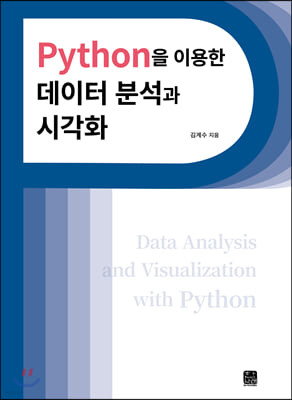 Python을 이용한
데이터 분석과
시각화
김계수 지음
Data Analysis
and Visualization
with Python